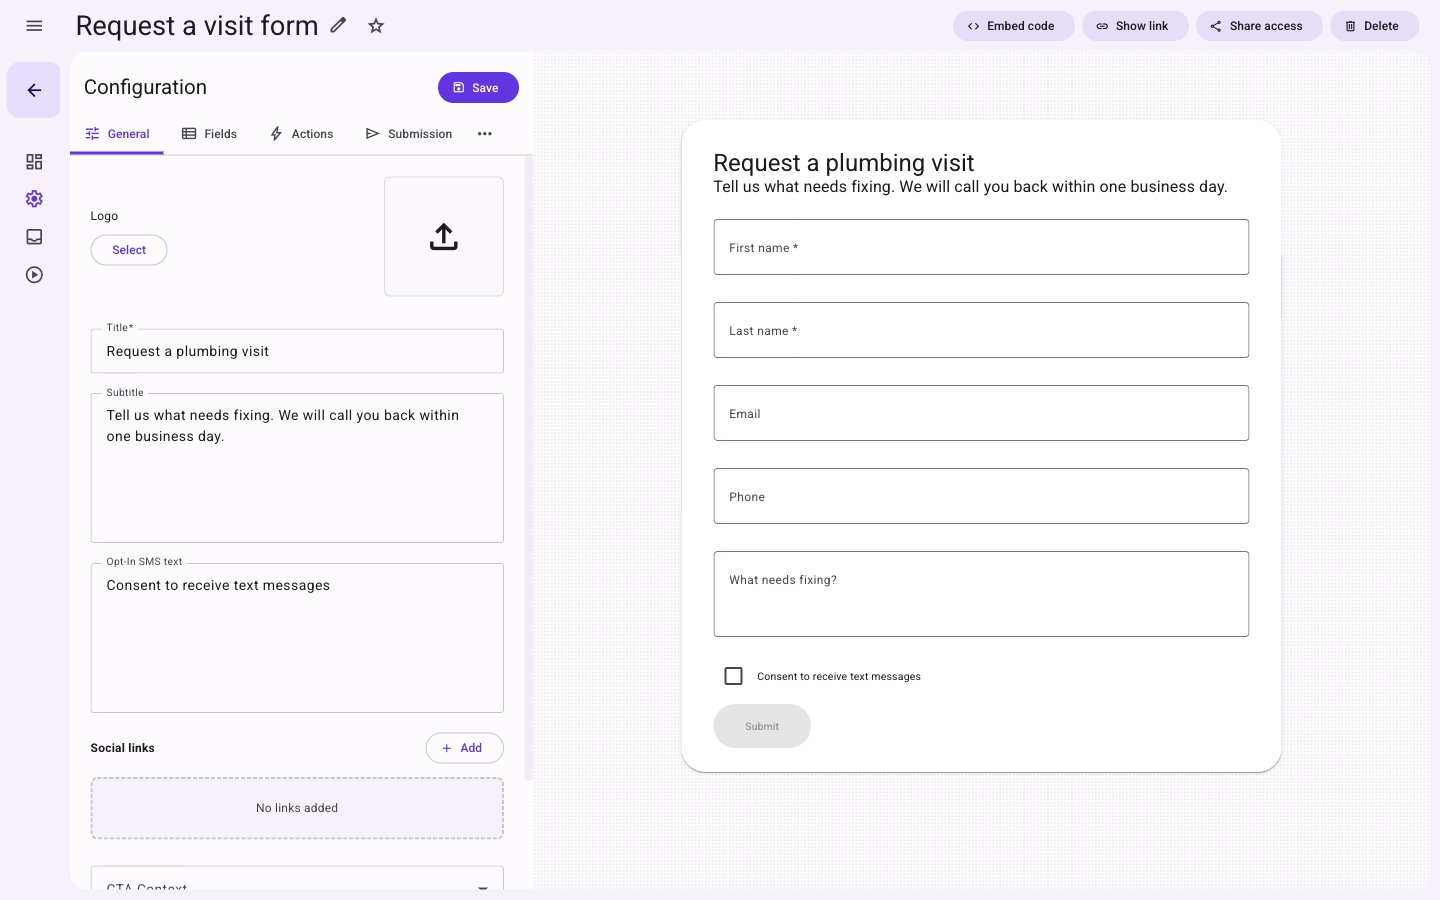 Request a visit form
Embed code
Show link
Share access
Delete
Configuration
Save
General
Fields
Actions
Submission
Logo
Select
Title*
Request a plumbing visit
Subtitle
Tell us what needs fixing. We will call you back within
one business day.
Opt-In SMS text
Consent to receive text messages
Social links
Add
No links added
CTA Context
Request a plumbing visit
Tell us what needs fixing. We will call you back within one business day.
First name *
Last name *
Email
Phone
What needs fixing?
Consent to receive text messages
Submit